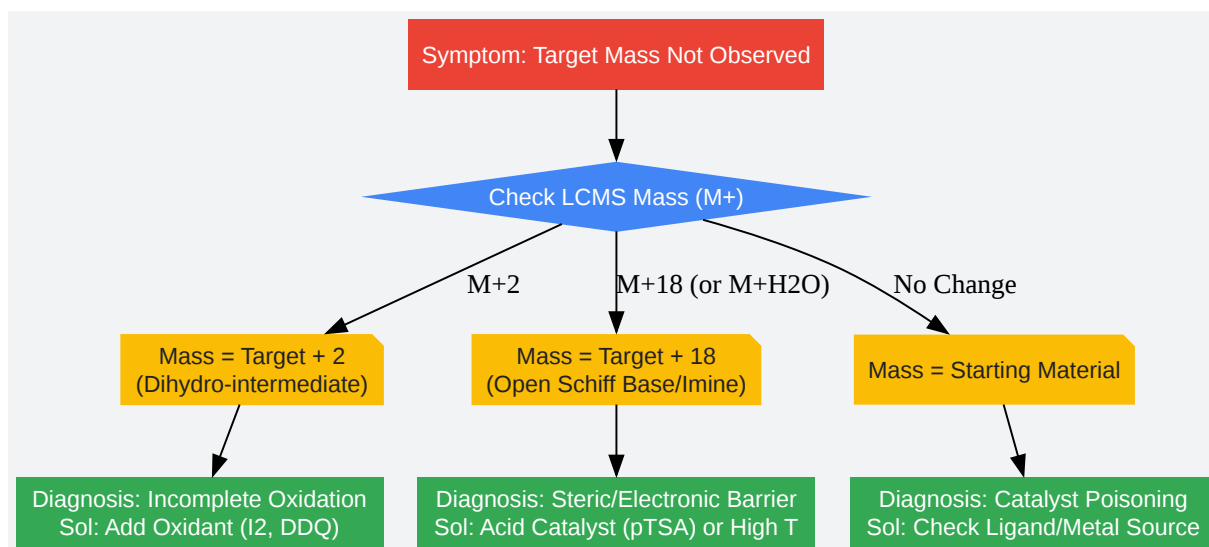 Symptom: Target Mass Not Observed
Check LCMS Mass (M+)
M+2
M+18 (or M+H2O)
No Change
Mass = Target + 2
(Dihydro-intermediate)
Mass = Target + 18
(Open Schiff Base/Imine)
Mass = Starting Material
Diagnosis: Incomplete Oxidation
Sol: Add Oxidant (I2, DDQ)
Diagnosis: Steric/Electronic Barrier
Sol: Acid Catalyst (pTSA) or High T
Diagnosis: Catalyst Poisoning
Sol: Check Ligand/Metal Source